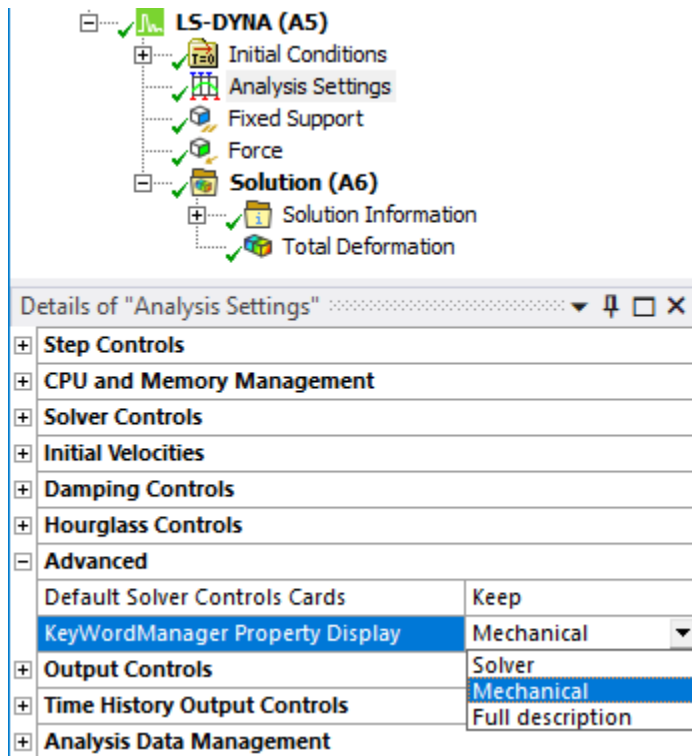 LS-DYNA (A5)
T=0 Initial Conditions
Analysis Settings
Fixed Support
Force
Solution (A6)
i Solution Information
Total Deformation
Details of "Analysis Settings"
Step Controls
CPU and Memory Management
Solver Controls
Initial Velocities
Damping Controls
Hourglass Controls
Advanced
Default Solver Controls Cards Keep
KeyWordManager Property Display Mechanical
Output Controls Solver
Mechanical
Time History Output Controls Full description
Analysis Data Management